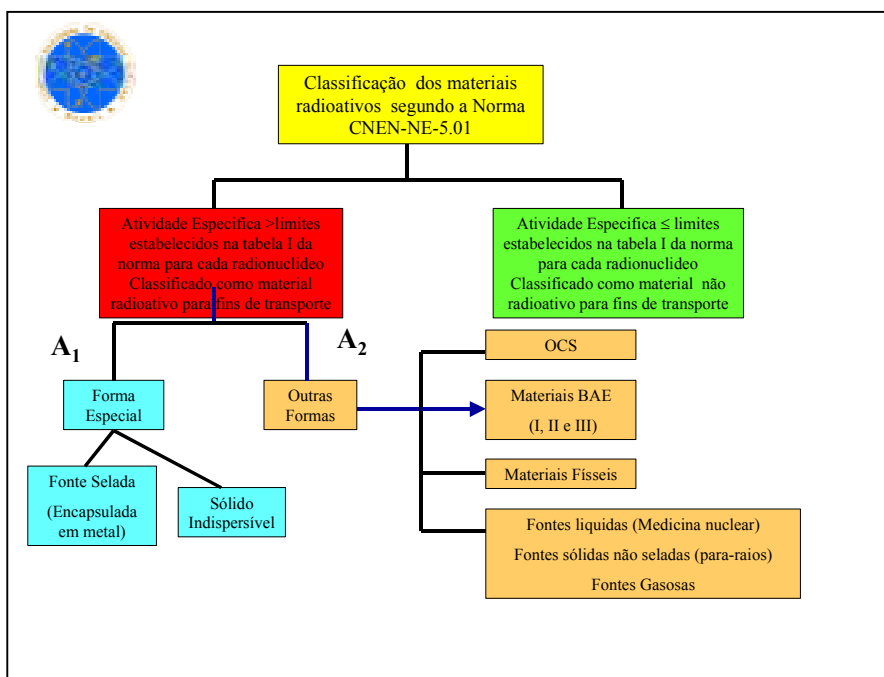 Classificação dos materiais
radioativos segundo a Norma
CNEN-NE-5.01
Atividade Especifica >limites
estabelecidos na tabela I da
norma para cada radionuclídeo
Classificado como material
radioativo para fins de transporte
Atividade Especifica ≤ limites
estabelecidos na tabela I da norma
para cada radionuclídeo
Classificado como material não
radioativo para fins de transporte
A₁
A₂
Forma
Especial
Outras
Formas
OCS
Materiais BAE
(I, II e III)
Fonte Selada
(Encapsulada
em metal)
Sólido
Indispersível
Materiais Físseis
Fontes liquidas (Medicina nuclear)
Fontes sólidas não seladas (para-raios)
Fontes Gasosas